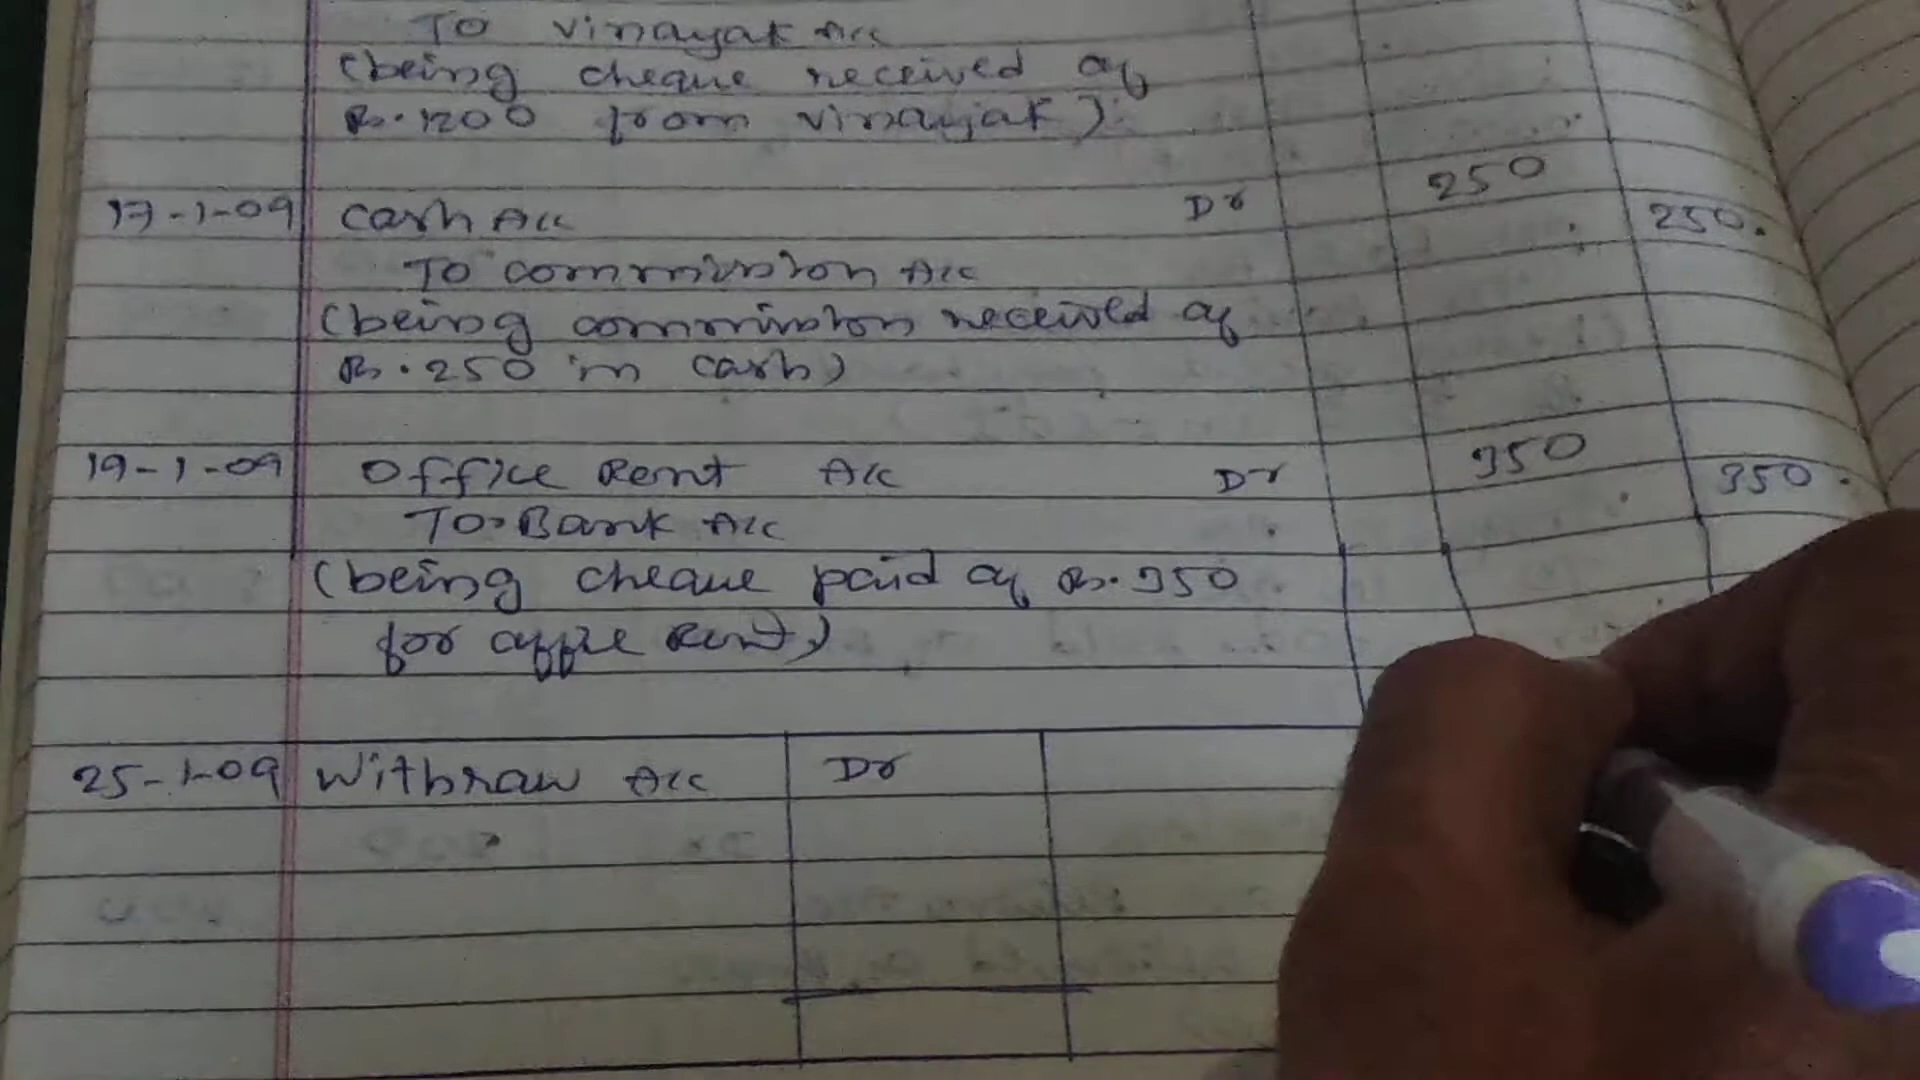 To vinayak A/c
(being cheque received of
Rs. 1200 from vinayak)
17-1-09 Cash A/c Dr 250
To commission A/c 250.
(being commission received of
Rs. 250 in cash)
19-1-09 Office Rent A/c Dr 350
To Bank A/c 350.
(being cheque paid of Rs. 350
for office Rent)
25-1-09 Withraw A/c Dr